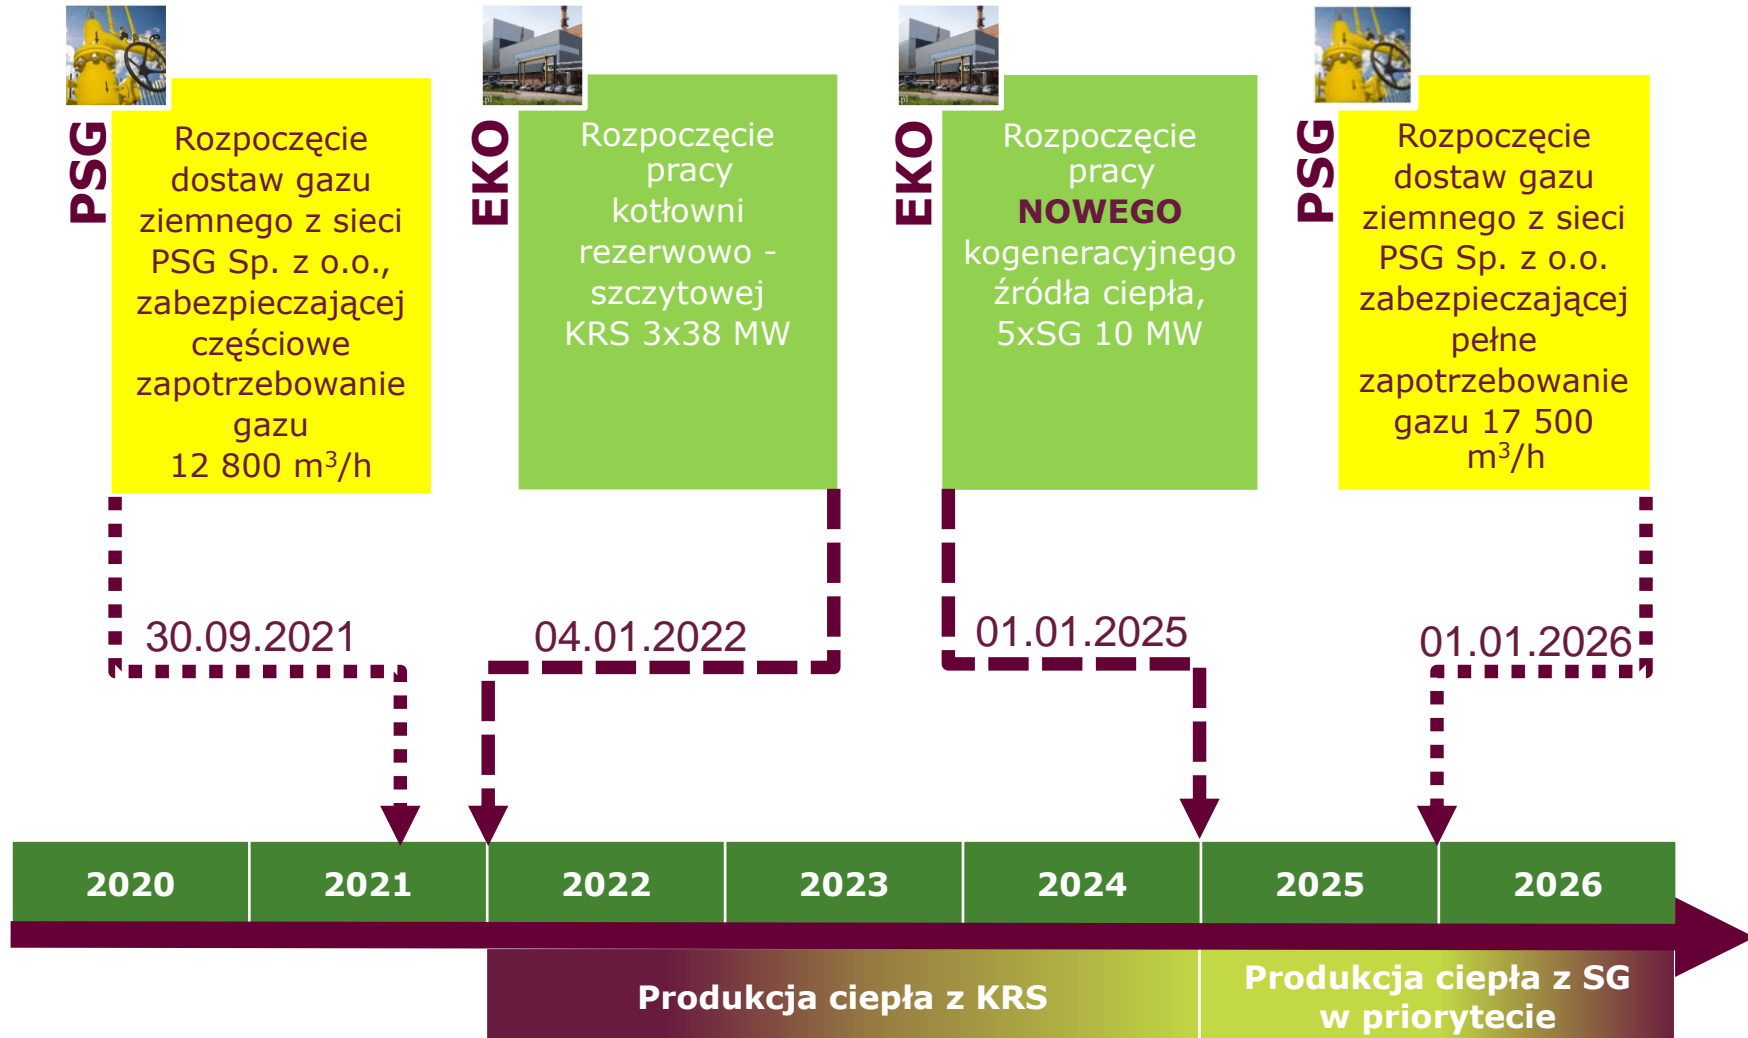 PSG
Rozpoczęcie
dostaw gazu
ziemnego z sieci
PSG Sp. z o.o.,
zabezpieczającej
częściowe
zapotrzebowanie
gazu
12 800 m³/h
EKO
Rozpoczęcie
pracy
kotłowni
rezerwowo -
szczytowej
KRS 3x38 MW
EKO
Rozpoczęcie
pracy
NOWEGO
kogeneracyjnego
źródła ciepła,
5xSG 10 MW
PSG
Rozpoczęcie
dostaw gazu
ziemnego z sieci
PSG Sp. z o.o.
zabezpieczającej
pełne
zapotrzebowanie
gazu 17 500
m³/h
30.09.2021
04.01.2022
01.01.2025
01.01.2026
2020 2021 2022 2023 2024 2025 2026
Produkcja ciepła z KRS
Produkcja ciepła z SG
w priorytecie